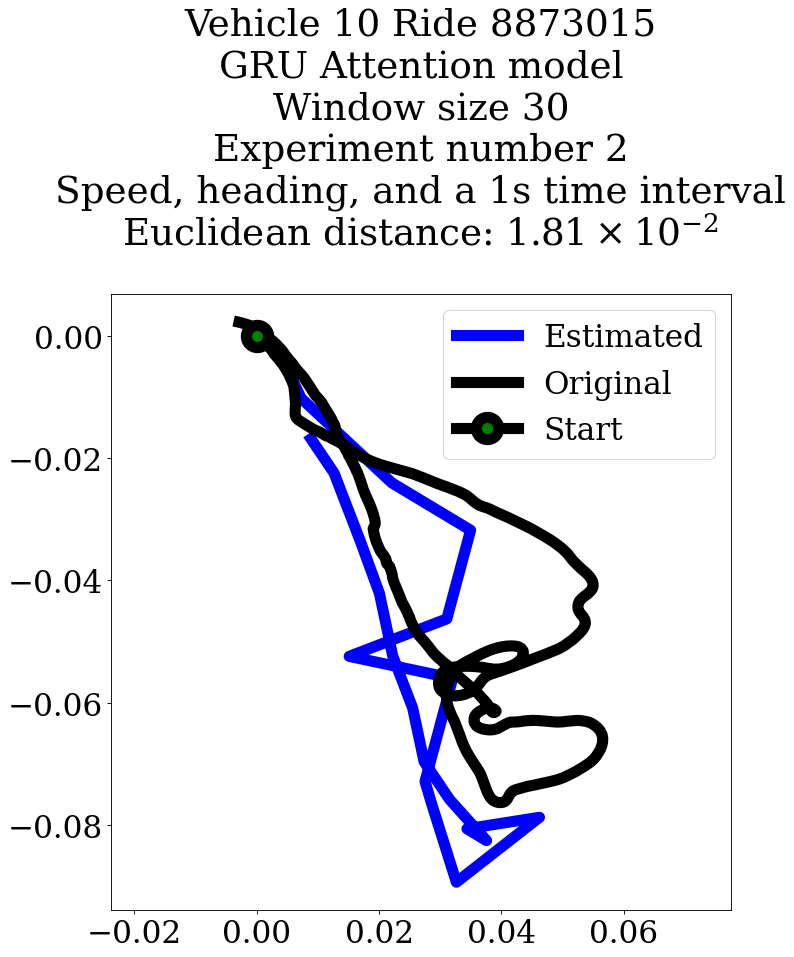 Vehicle 10 Ride 8873015
GRU Attention model
Window size 30
Experiment number 2
Speed, heading, and a 1s time interval
Euclidean distance: 1.81 × 10⁻²
Estimated
Original
Start
0.00
−0.02
−0.04
−0.06
−0.08
−0.02 0.00 0.02 0.04 0.06